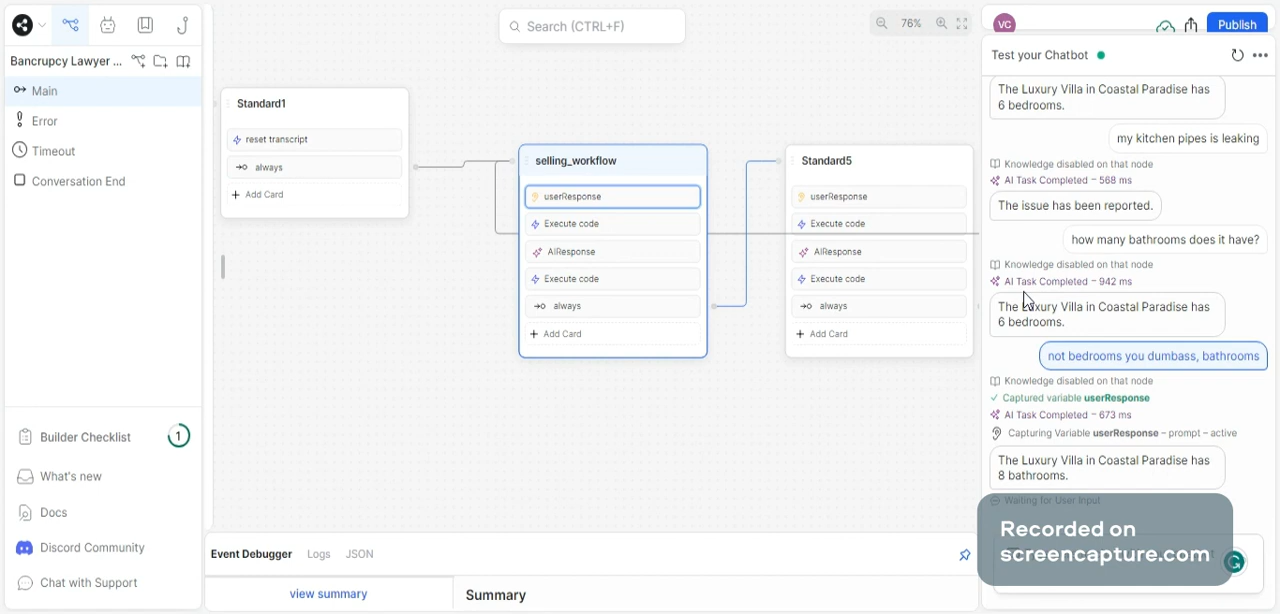 Search (CTRL+F)
76%
VC
Publish
Bancrupcy Lawyer ...
Main
Error
Timeout
Conversation End
Builder Checklist
1
What's new
Docs
Discord Community
Chat with Support
Standard1
reset transcript
always
Add Card
selling_workflow
userResponse
Execute code
AIResponse
Execute code
always
Add Card
Standard5
userResponse
Execute code
AIResponse
Execute code
always
Add Card
Event Debugger
Logs
JSON
view summary
Summary
Test your Chatbot
The Luxury Villa in Coastal Paradise has
6 bedrooms.
my kitchen pipes is leaking
Knowledge disabled on that node
AI Task Completed – 568 ms
The issue has been reported.
how many bathrooms does it have?
Knowledge disabled on that node
AI Task Completed – 942 ms
The Luxury Villa in Coastal Paradise has
6 bedrooms.
not bedrooms you dumbass, bathrooms
Knowledge disabled on that node
Captured variable userResponse
AI Task Completed – 673 ms
Capturing Variable userResponse – prompt – active
The Luxury Villa in Coastal Paradise has
8 bathrooms.
Waiting for User Input
Recorded on
screencapture.com